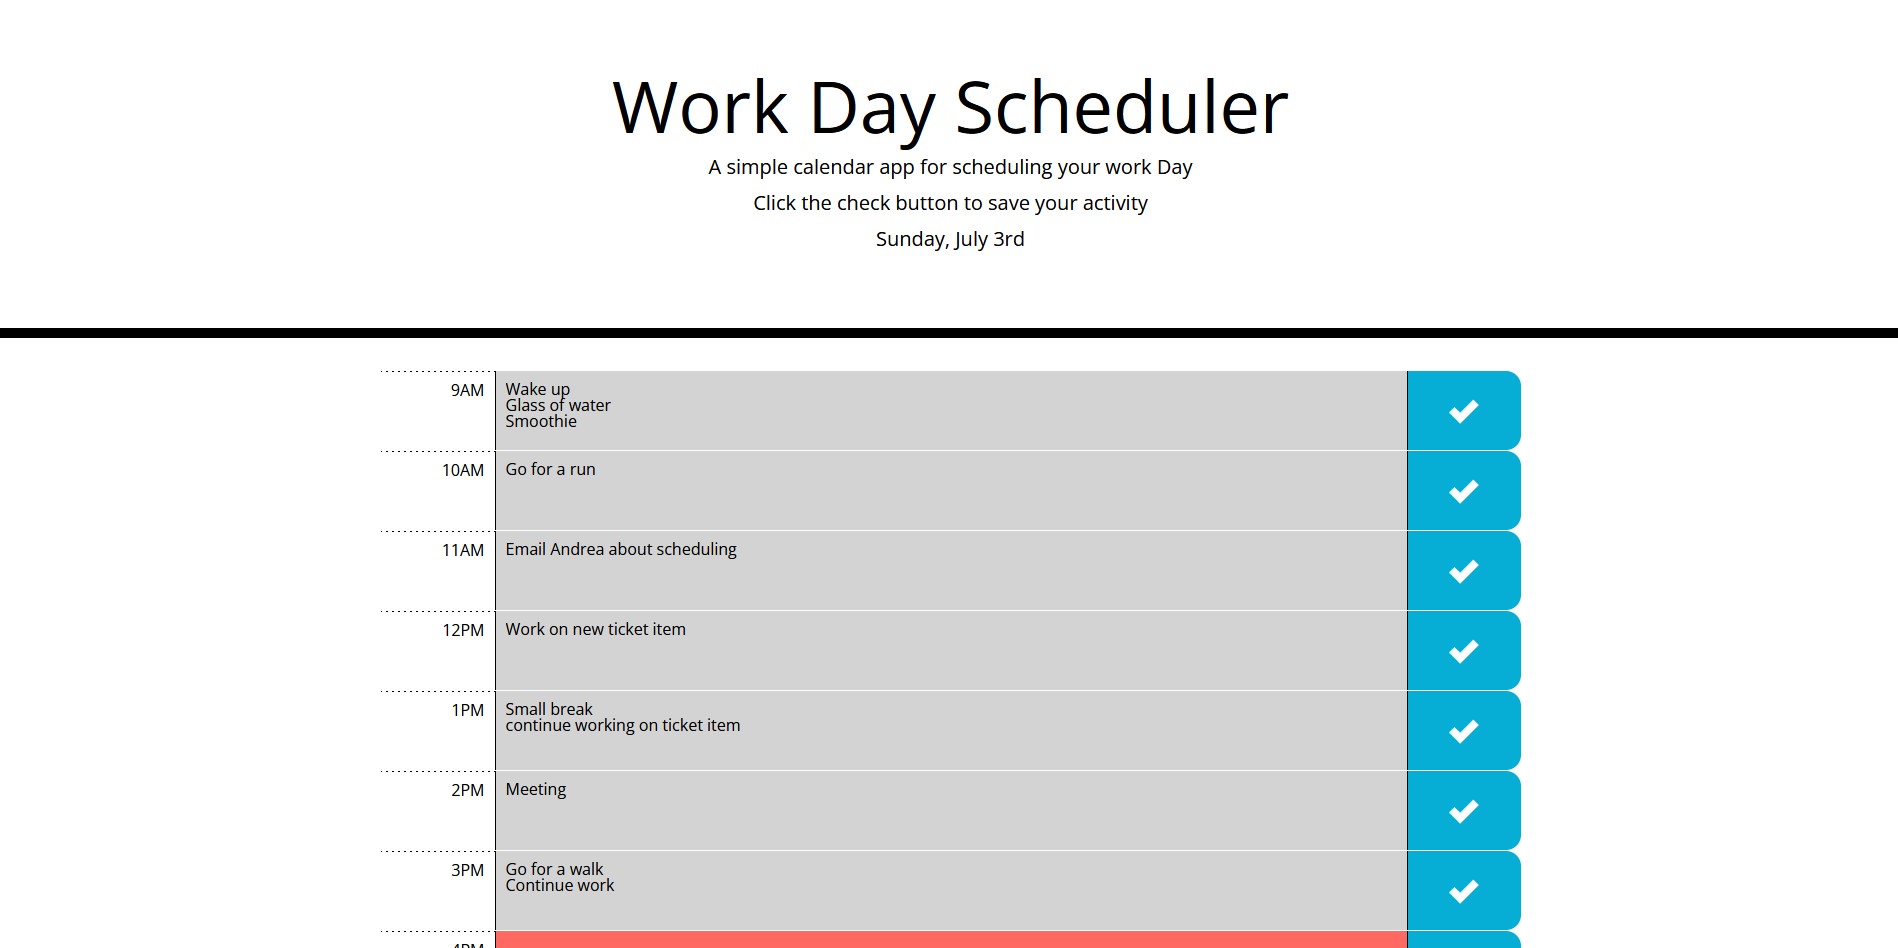 Work Day Scheduler
A simple calendar app for scheduling your work Day
Click the check button to save your activity
Sunday, July 3rd
9AM
Wake up
Glass of water
Smoothie
10AM
Go for a run
11AM
Email Andrea about scheduling
12PM
Work on new ticket item
1PM
Small break
continue working on ticket item
2PM
Meeting
3PM
Go for a walk
Continue work
4PM